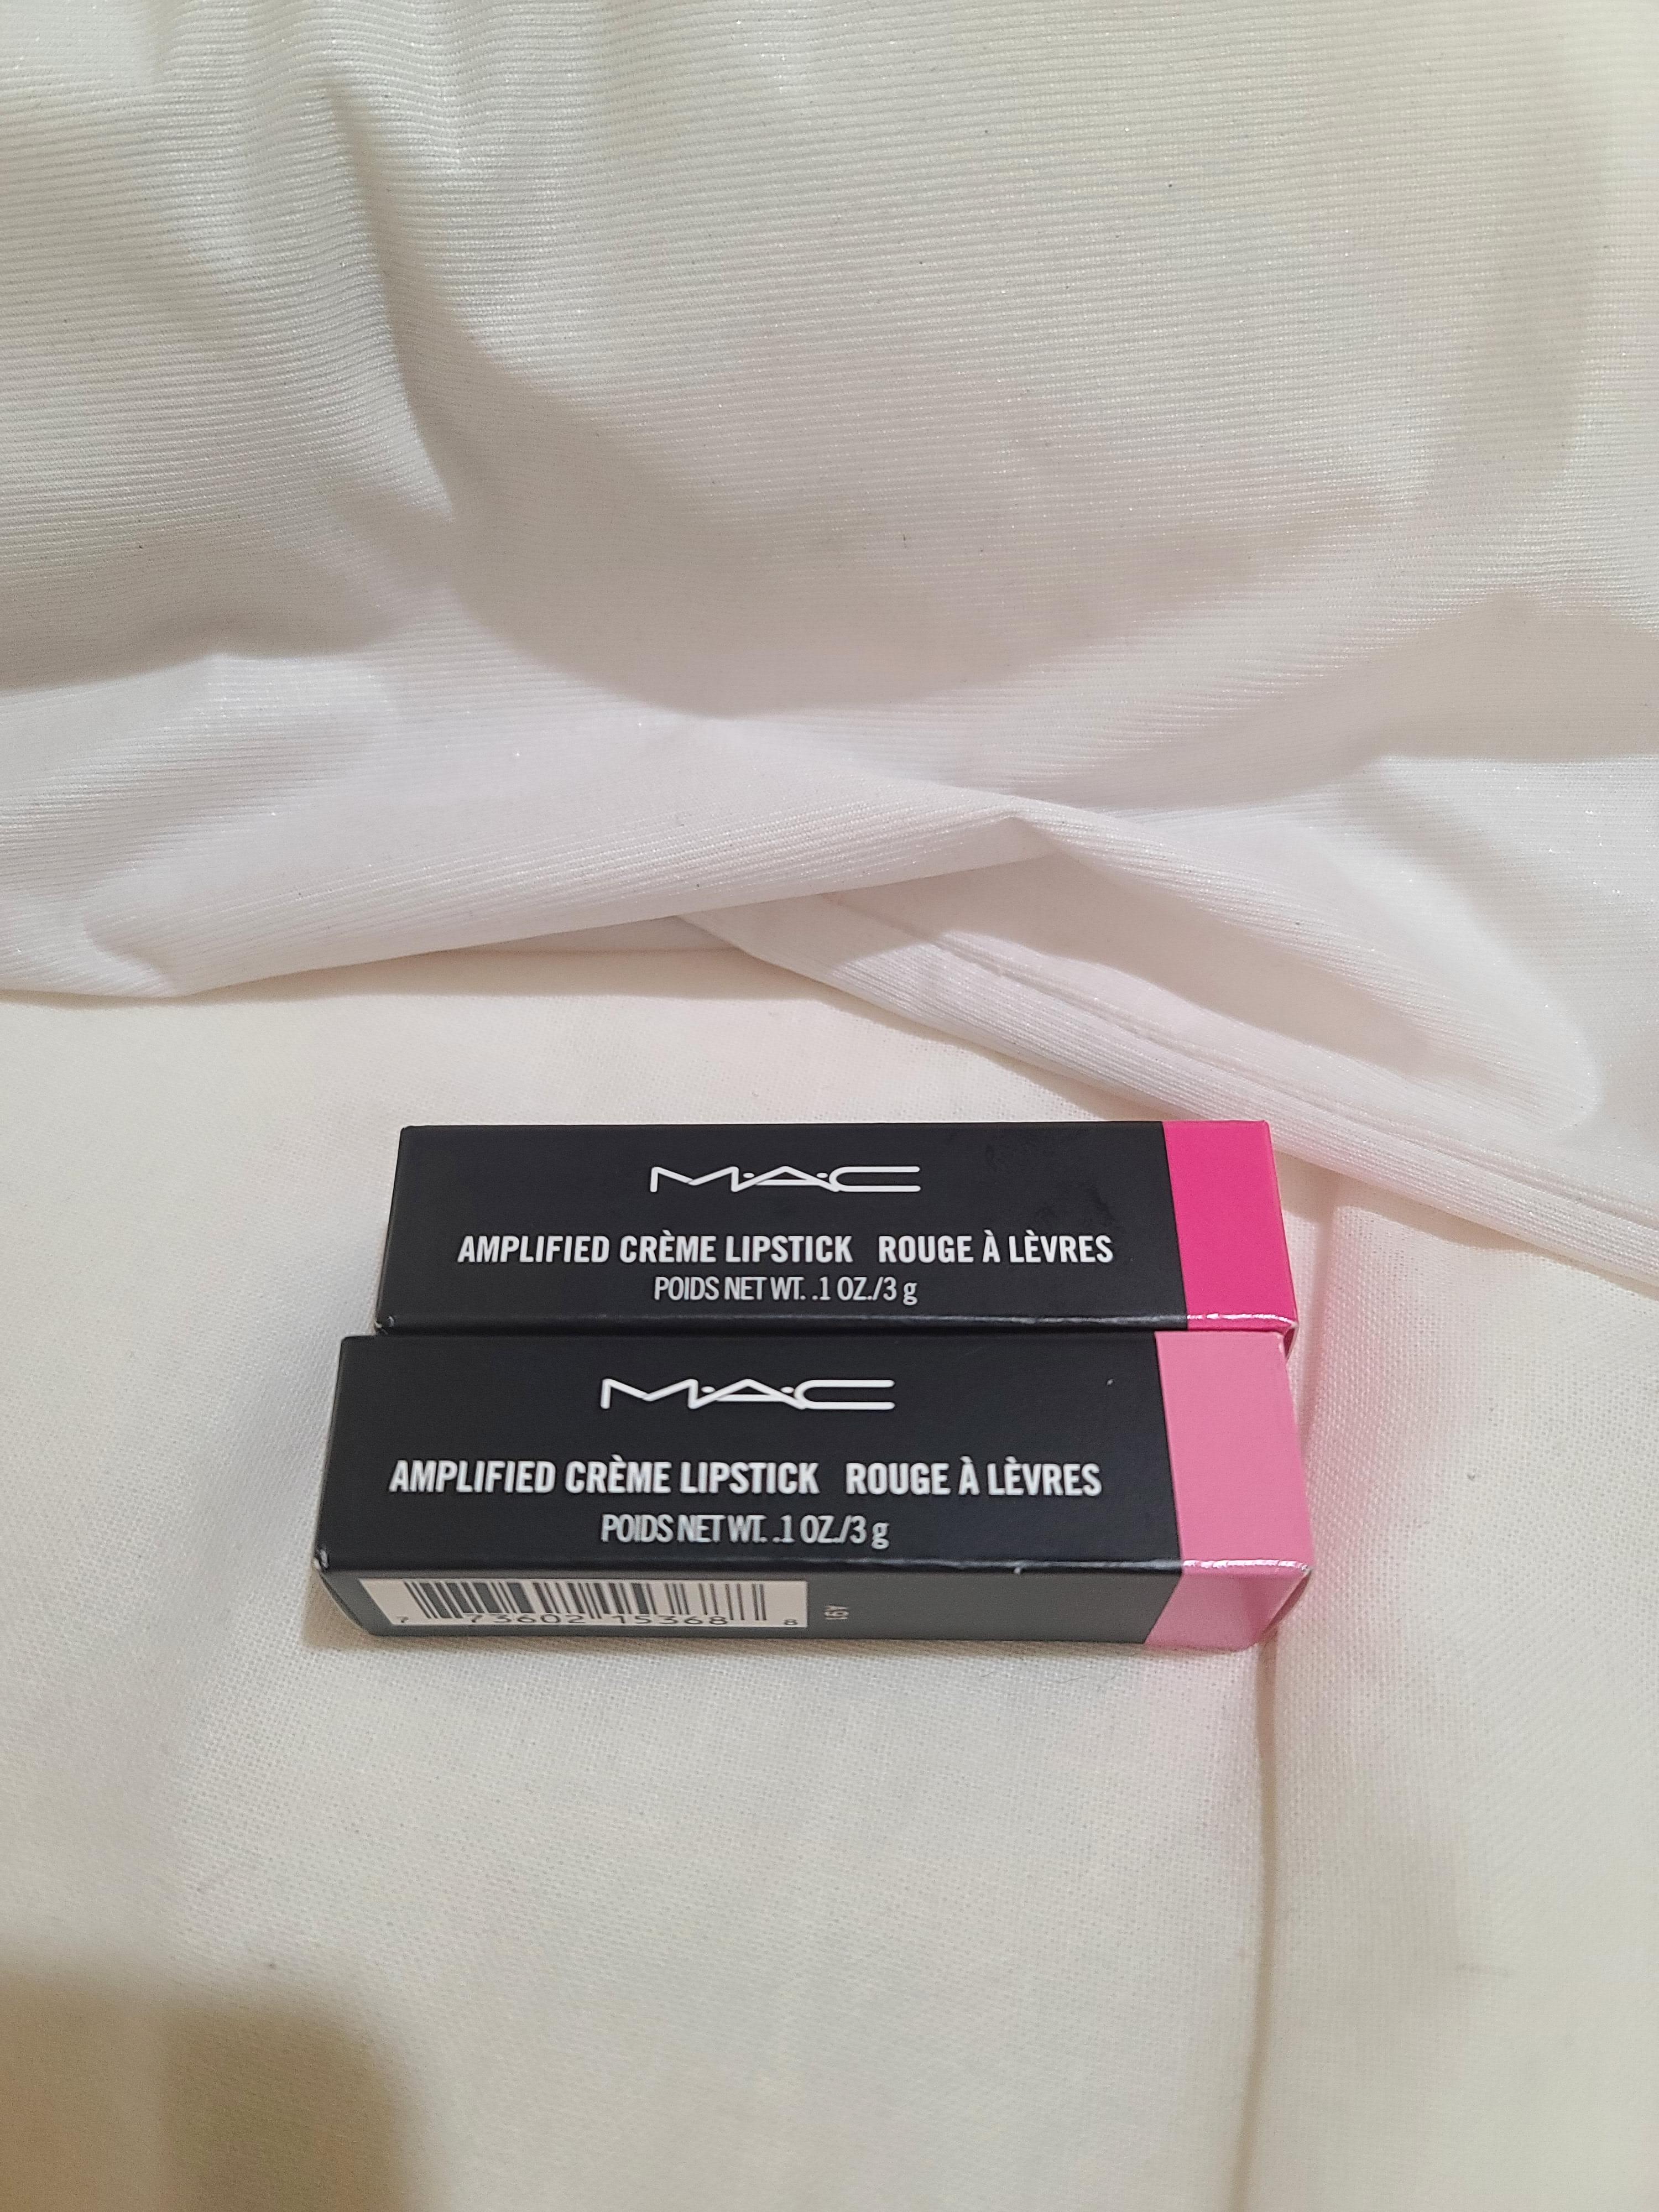 M·A·C
AMPLIFIED CRÈME LIPSTICK ROUGE À LÈVRES
POIDS NET WT. .1 OZ./3 g
M·A·C
AMPLIFIED CRÈME LIPSTICK ROUGE À LÈVRES
POIDS NET WT. .1 OZ./3 g
7 73602 15368 8